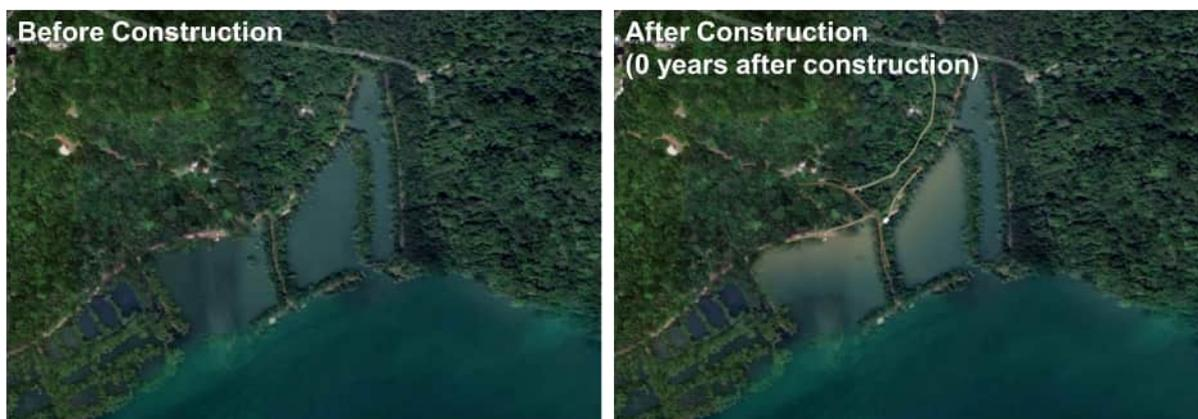 Before Construction
After Construction
(0 years after construction)